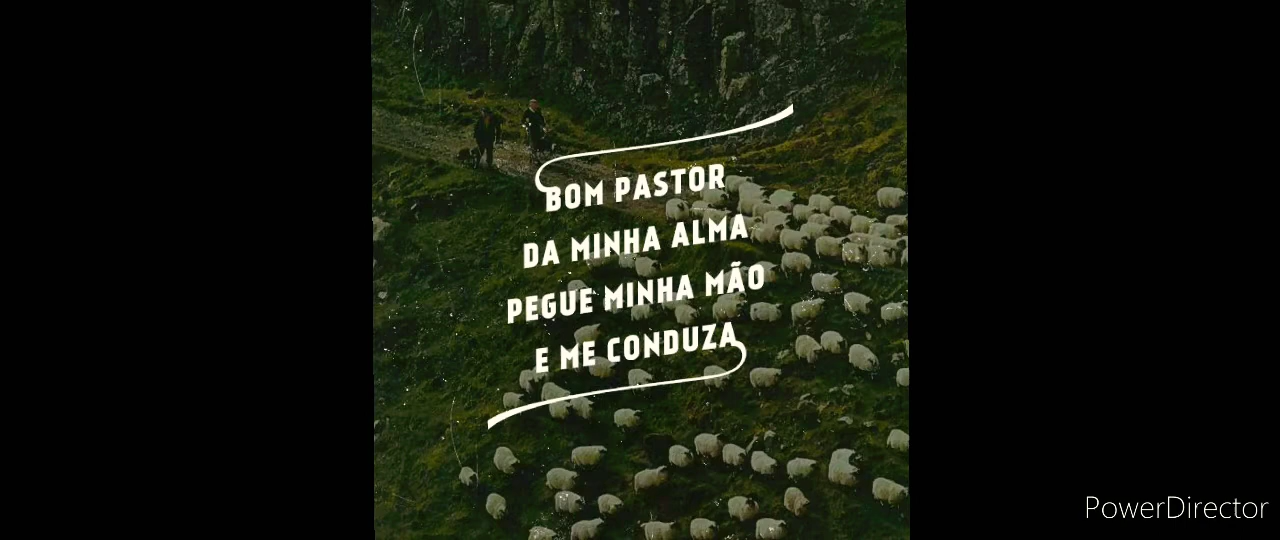 BOM PASTOR
DA MINHA ALMA
PEGUE MINHA MÃO
E ME CONDUZA
PowerDirector